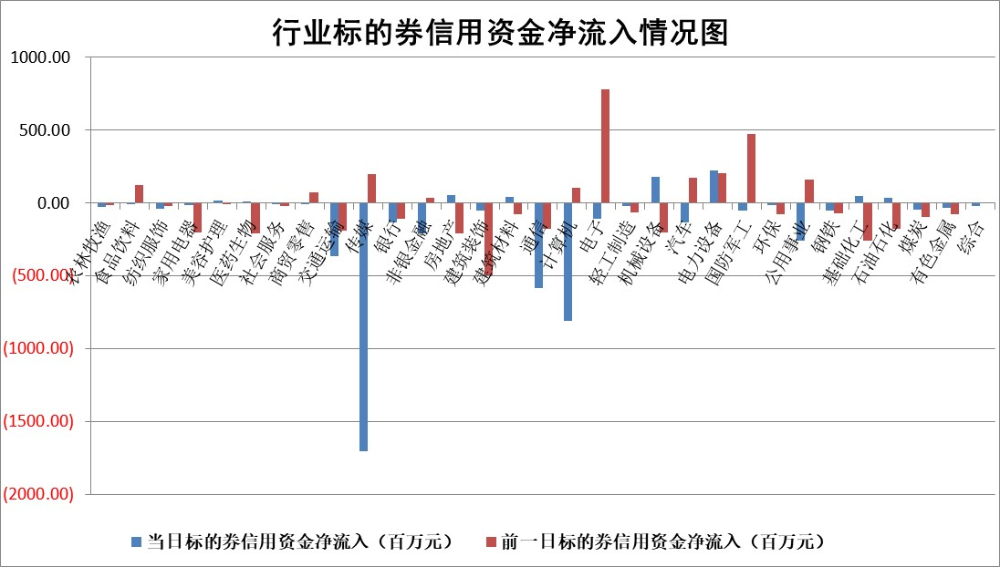 行业标的券信用资金净流入情况图
1000.00
500.00
0.00
(500.00)
(1000.00)
(1500.00)
(2000.00)
农林牧渔
食品饮料
纺织服饰
家用电器
美容护理
医药生物
社会服务
商贸零售
交通运输
传媒
银行
非银金融
房地产
建筑装饰
建筑材料
通信
计算机
电子
轻工制造
机械设备
汽车
电力设备
国防军工
环保
公用事业
钢铁
基础化工
石油石化
煤炭
有色金属
综合
当日标的券信用资金净流入（百万元）
前一日标的券信用资金净流入（百万元）